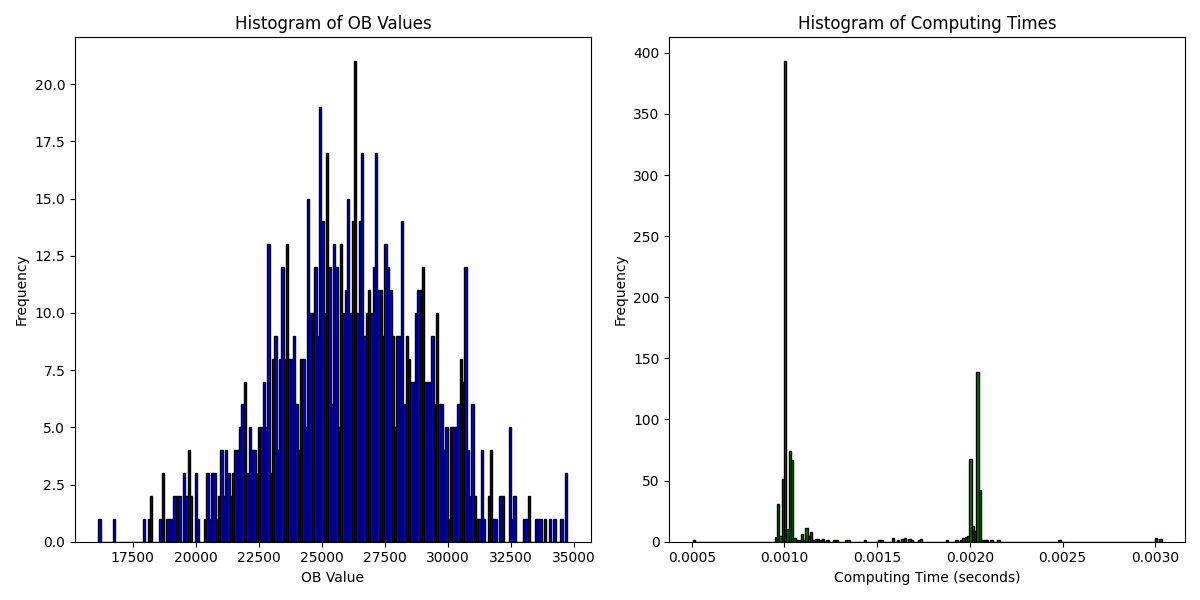 Histogram of OB Values
Frequency
20.0
17.5
15.0
12.5
10.0
7.5
5.0
2.5
0.0
17500 20000 22500 25000 27500 30000 32500 35000
OB Value
Histogram of Computing Times
Frequency
400
350
300
250
200
150
100
50
0
0.0005 0.0010 0.0015 0.0020 0.0025 0.0030
Computing Time (seconds)